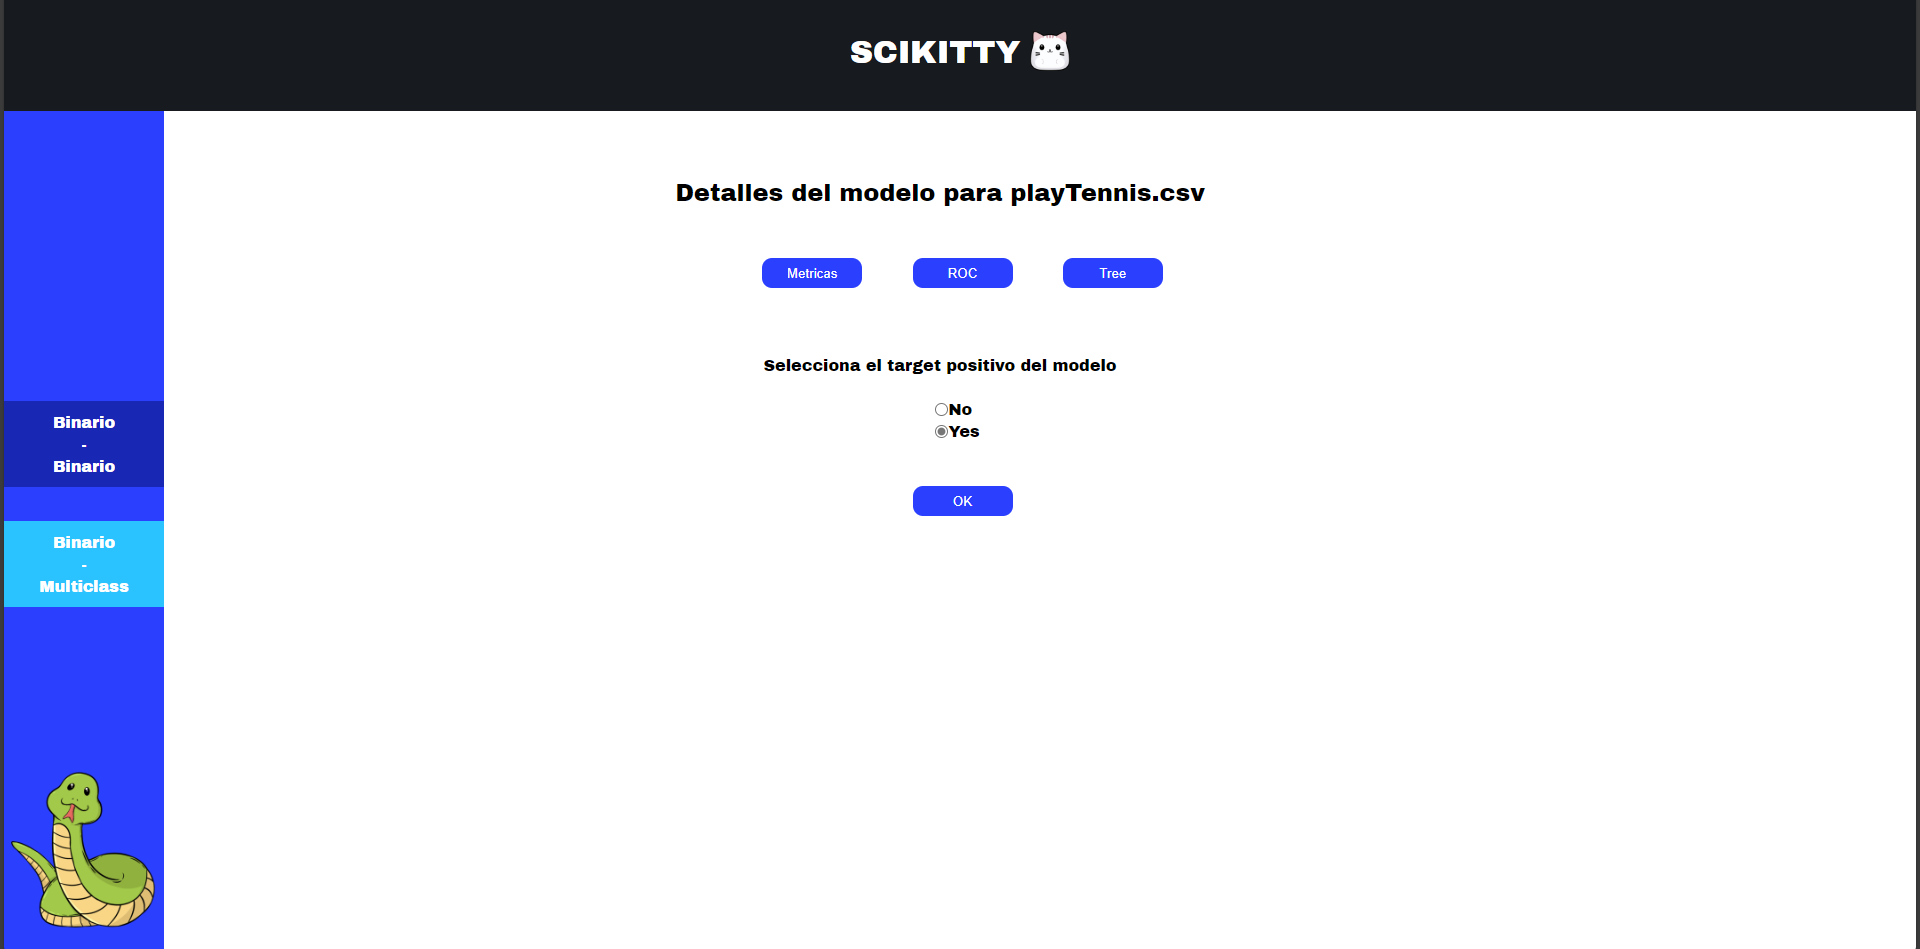 SCIKITTY
Detalles del modelo para playTennis.csv
Metricas
ROC
Tree
Selecciona el target positivo del modelo
No
Yes
OK
Binario
-
Binario
Binario
-
Multiclass